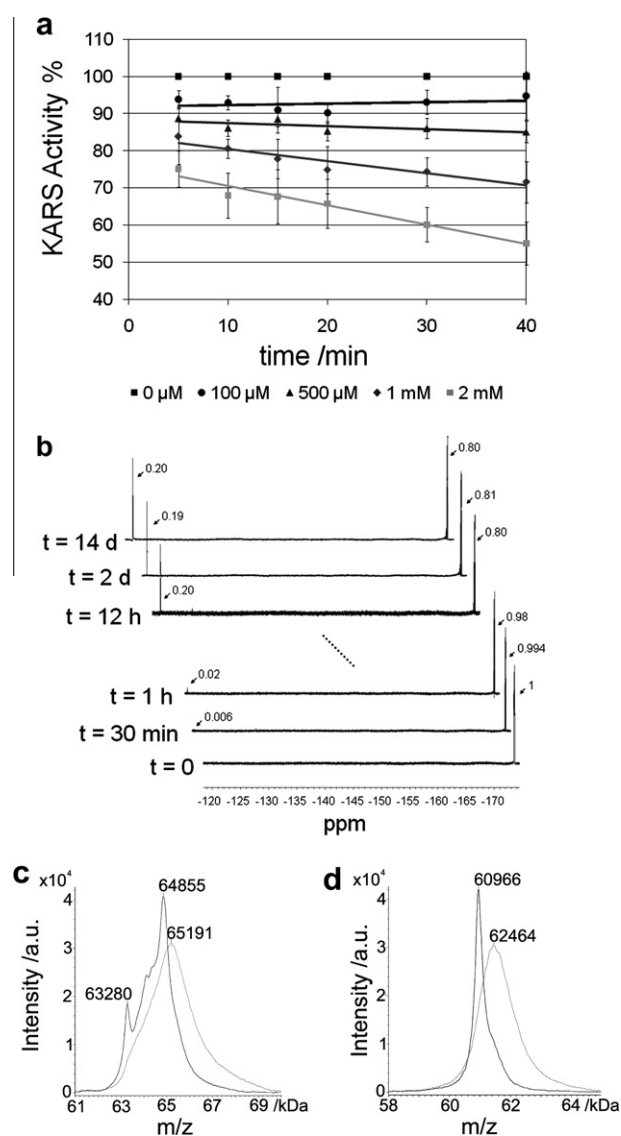 a
KARS Activity %
110
100
90
80
70
60
50
40
0 10 20 30 40
time /min
■ 0 µM ● 100 µM ▲ 500 µM ◆ 1 mM ■ 2 mM
b
0.20
0.80
t = 14 d
0.19
0.81
t = 2 d
0.20
0.80
t = 12 h
0.02
0.98
t = 1 h
0.006
0.994
t = 30 min
1
t = 0
-120 -125 -130 -135 -140 -145 -150 -155 -160 -165 -170
ppm
c
x10⁴
Intensity /a.u.
4
3
2
1
0
64855
65191
63280
61 63 65 67 69 /kDa
m/z
d
x10⁴
Intensity /a.u.
4
3
2
1
0
60966
62464
58 60 62 64 /kDa
m/z